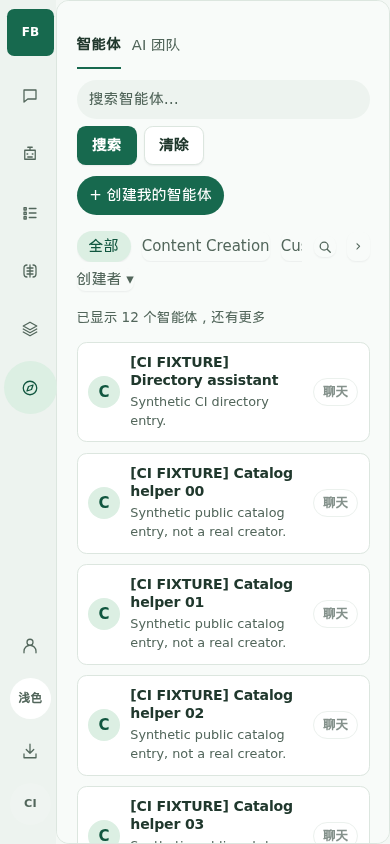 FB
智能体 AI 团队
搜索智能体...
搜索 清除
+ 创建我的智能体
全部 Content Creation Cu
创建者 ▾
已显示 12 个智能体 , 还有更多
[CI FIXTURE]
Directory assistant
Synthetic CI directory
entry.
C
聊天
[CI FIXTURE] Catalog
helper 00
Synthetic public catalog
entry, not a real creator.
C
聊天
[CI FIXTURE] Catalog
helper 01
Synthetic public catalog
entry, not a real creator.
C
聊天
[CI FIXTURE] Catalog
helper 02
Synthetic public catalog
entry, not a real creator.
C
聊天
[CI FIXTURE] Catalog
helper 03
C
聊天
浅色
CI